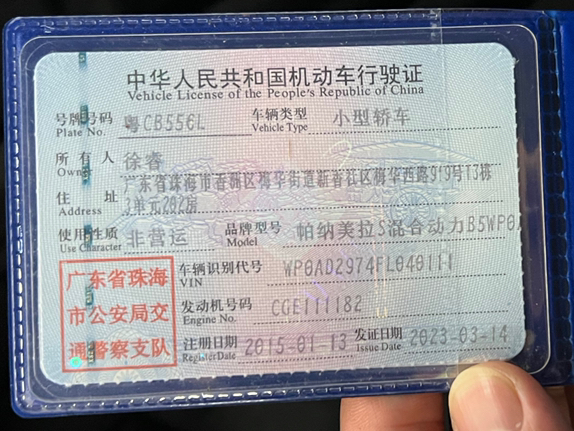 中华人民共和国机动车行驶证
Vehicle License of the People's Republic of China
号牌号码 粤CB556L 车辆类型 小型轿车
Plate No. Vehicle Type
所有人 徐睿
Owner
广东省珠海市香洲区梅华街道新香社区梅华西路319号13栋
住址 3单元202房
Address
使用性质 非营运 品牌型号 帕纳美拉S混合动力B5WP0
Use Character Model
广东省珠海 车辆识别代号 WP0AD2974FL040111
VIN
市公安局交 发动机号码 CGE111182
Engine No.
通警察支队 注册日期 2015-01-13 发证日期 2023-03-14
Register Date Issue Date